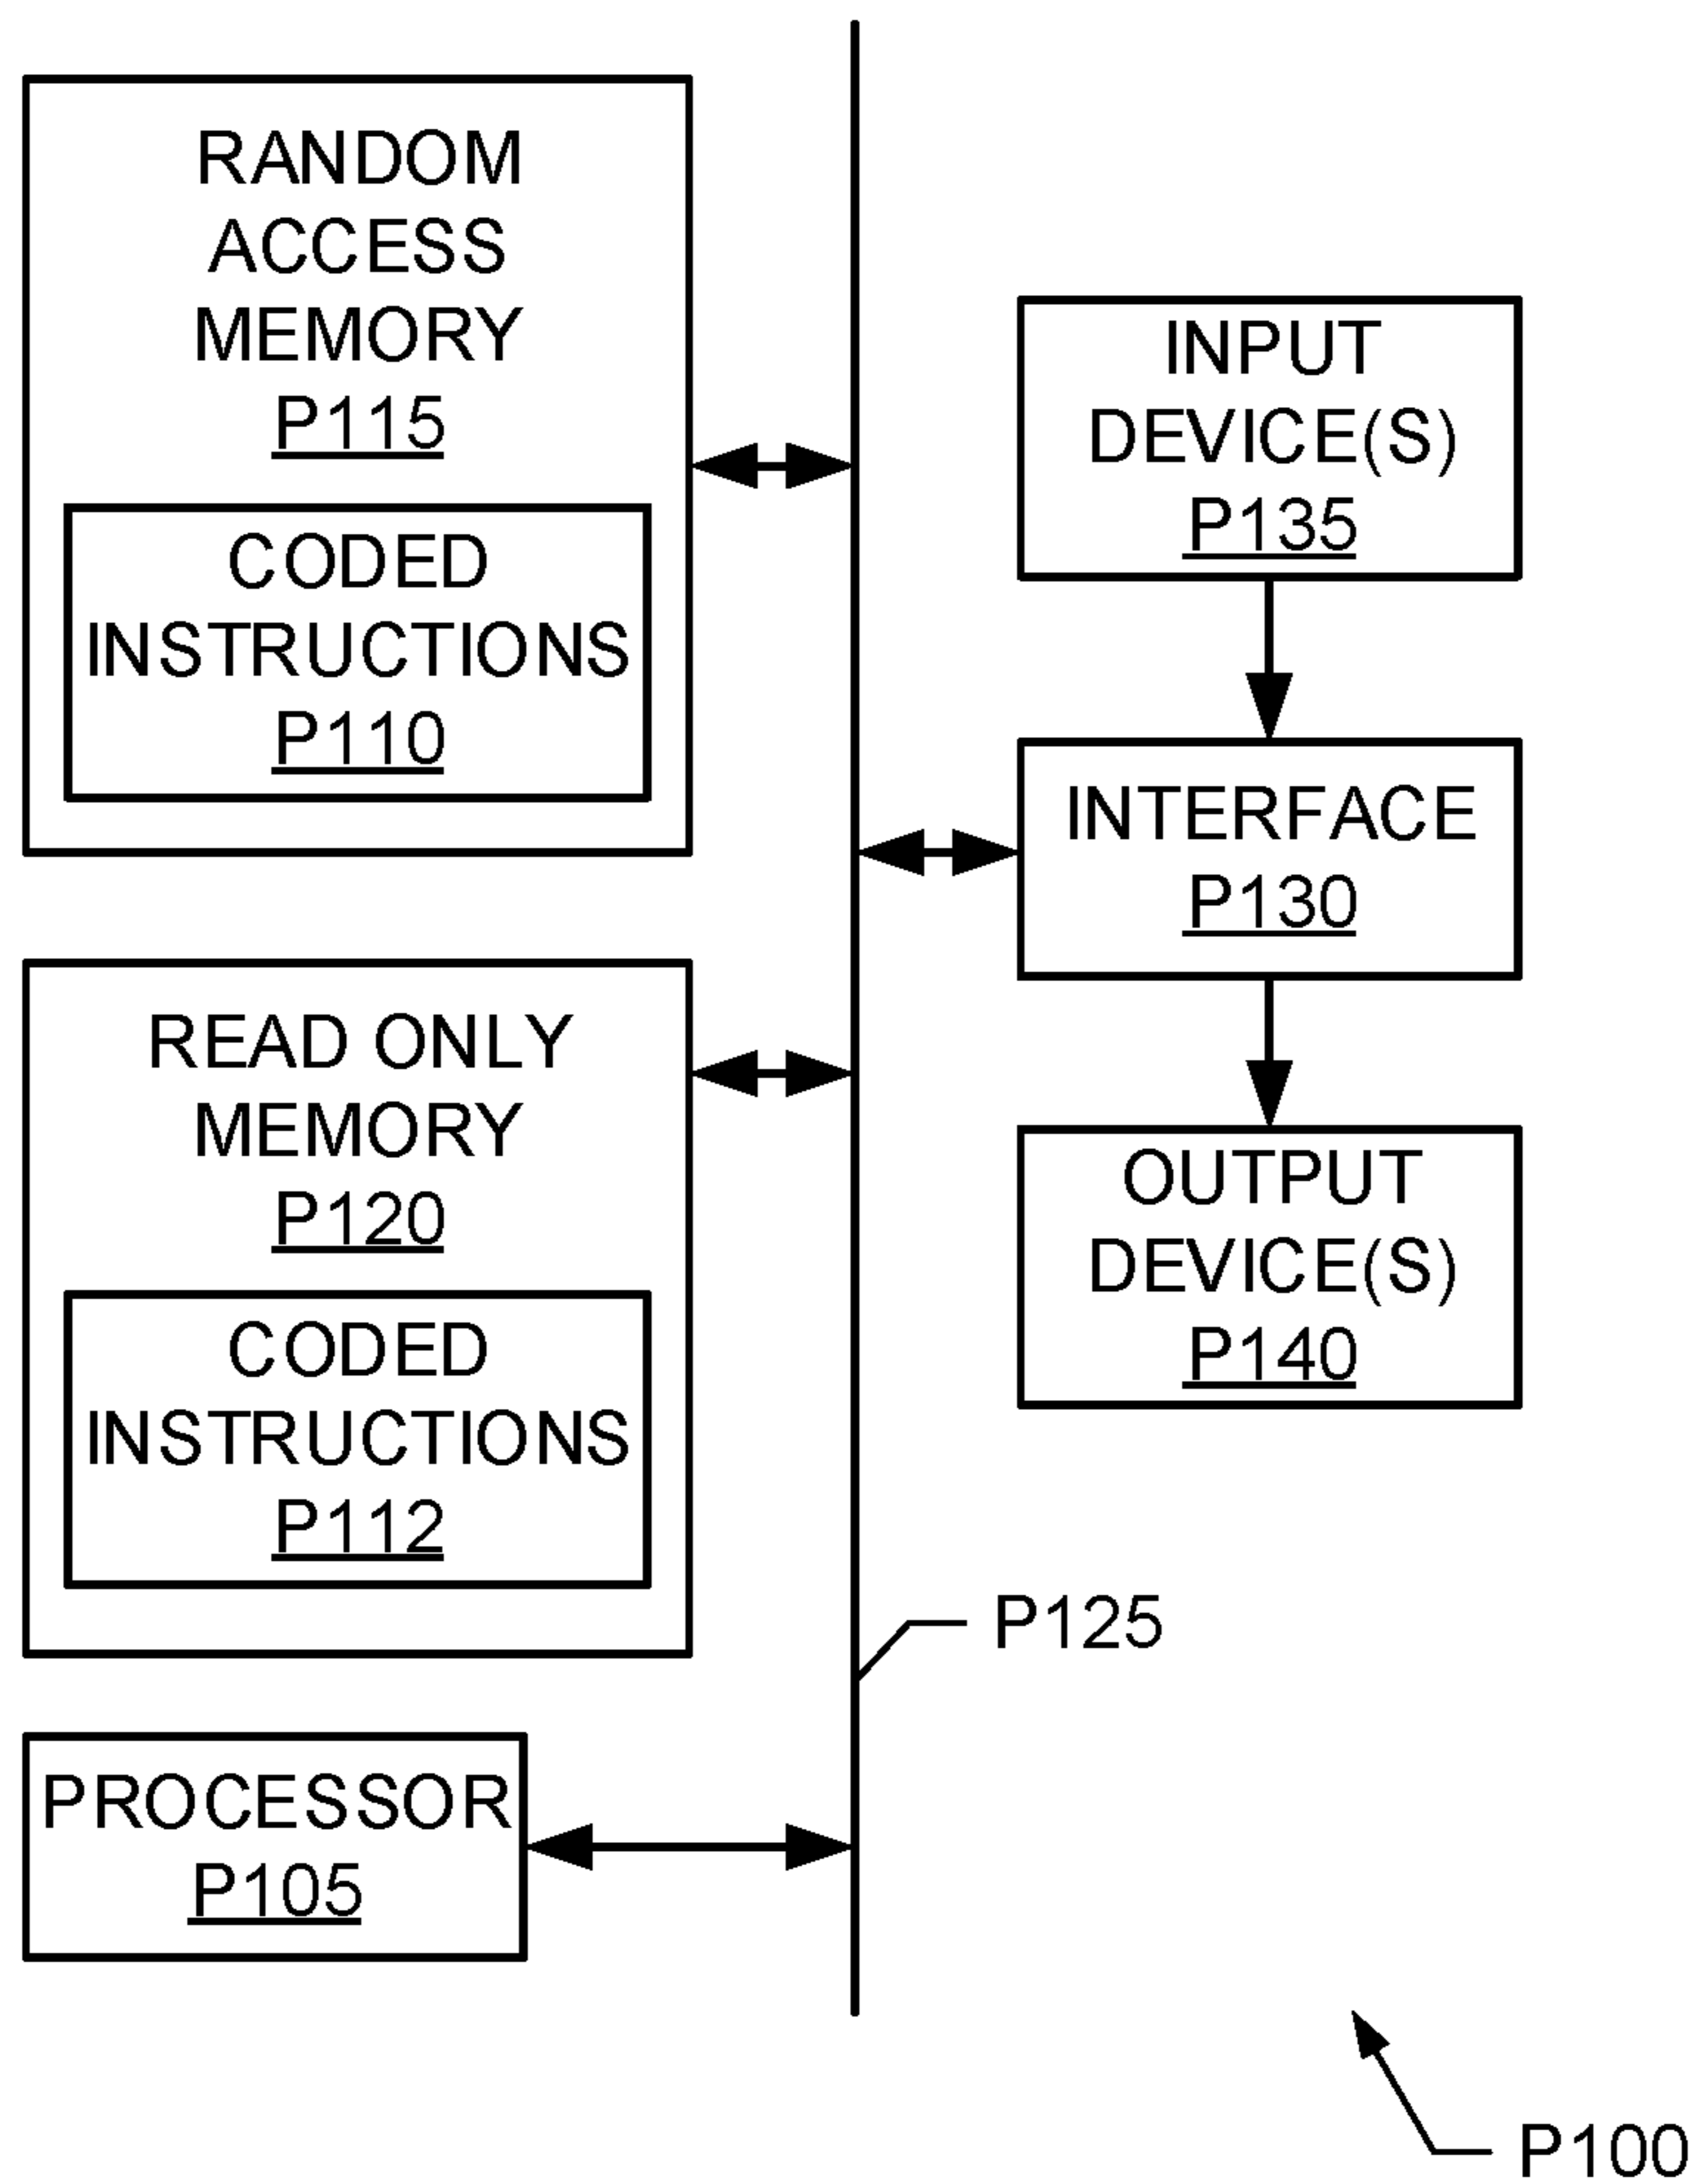 RANDOM
ACCESS
MEMORY
P115
CODED
INSTRUCTIONS
P110
READ ONLY
MEMORY
P120
CODED
INSTRUCTIONS
P112
PROCESSOR
P105
INPUT
DEVICE(S)
P135
INTERFACE
P130
OUTPUT
DEVICE(S)
P140
P125
P100